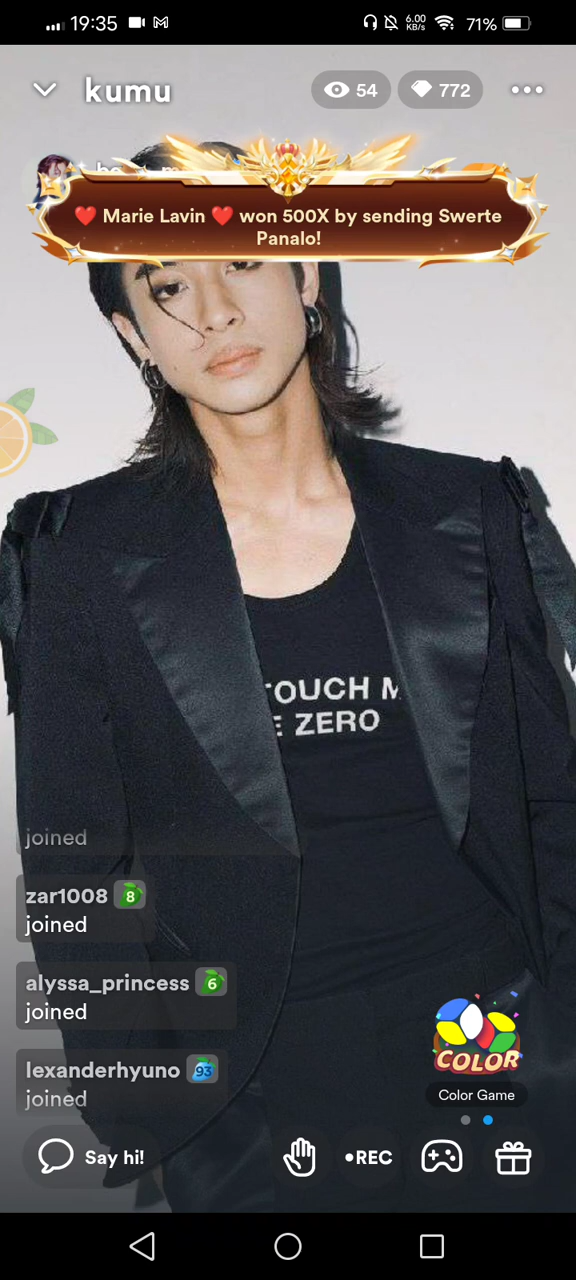 19:35
6.00
KB/s
71%
kumu
54
772
❤️ Marie Lavin ❤️ won 500X by sending Swerte
Panalo!
TOUCH M
E ZERO
joined
zar1008 8
joined
alyssa_princess 6
joined
lexanderhyuno 93
joined
COLOR
Color Game
Say hi!
•REC